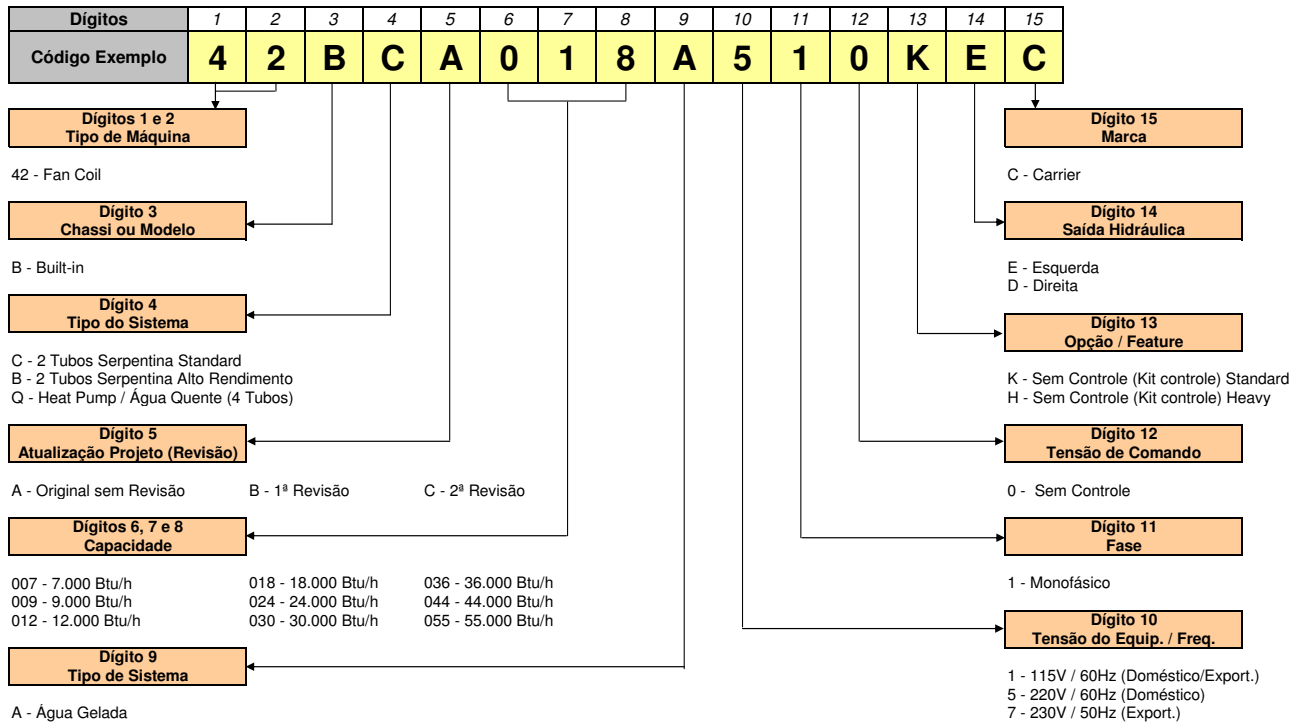 Dígitos 1 2 3 4 5 6 7 8 9 10 11 12 13 14 15
Código Exemplo 4 2 B C A 0 1 8 A 5 1 0 K E C
Dígitos 1 e 2
Tipo de Máquina
42 - Fan Coil
Dígito 3
Chassi ou Modelo
B - Built-in
Dígito 4
Tipo do Sistema
C - 2 Tubos Serpentina Standard
B - 2 Tubos Serpentina Alto Rendimento
Q - Heat Pump / Água Quente (4 Tubos)
Dígito 5
Atualização Projeto (Revisão)
A - Original sem Revisão B - 1ª Revisão C - 2ª Revisão
Dígitos 6, 7 e 8
Capacidade
007 - 7.000 Btu/h 018 - 18.000 Btu/h 036 - 36.000 Btu/h
009 - 9.000 Btu/h 024 - 24.000 Btu/h 044 - 44.000 Btu/h
012 - 12.000 Btu/h 030 - 30.000 Btu/h 055 - 55.000 Btu/h
Dígito 9
Tipo de Sistema
A - Água Gelada
Dígito 15
Marca
C - Carrier
Dígito 14
Saída Hidráulica
E - Esquerda
D - Direita
Dígito 13
Opção / Feature
K - Sem Controle (Kit controle) Standard
H - Sem Controle (Kit controle) Heavy
Dígito 12
Tensão de Comando
0 - Sem Controle
Dígito 11
Fase
1 - Monofásico
Dígito 10
Tensão do Equip. / Freq.
1 - 115V / 60Hz (Doméstico/Export.)
5 - 220V / 60Hz (Doméstico)
7 - 230V / 50Hz (Export.)